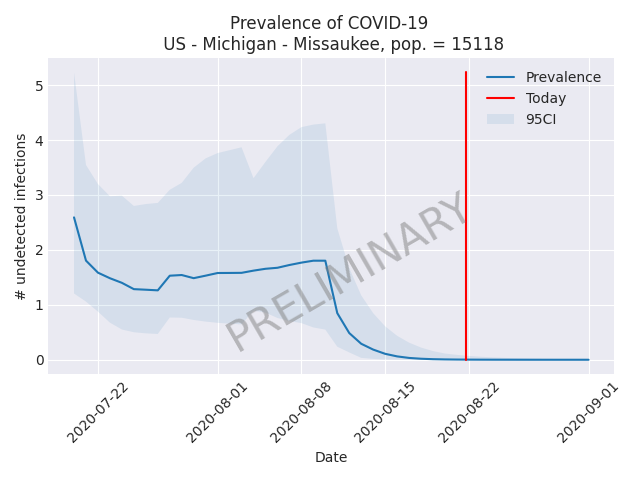 Prevalence of COVID-19
US - Michigan - Missaukee, pop. = 15118
Prevalence
Today
95CI
PRELIMINARY
# undetected infections
5
4
3
2
1
0
2020-07-22
2020-08-01
2020-08-08
2020-08-15
2020-08-22
2020-09-01
Date